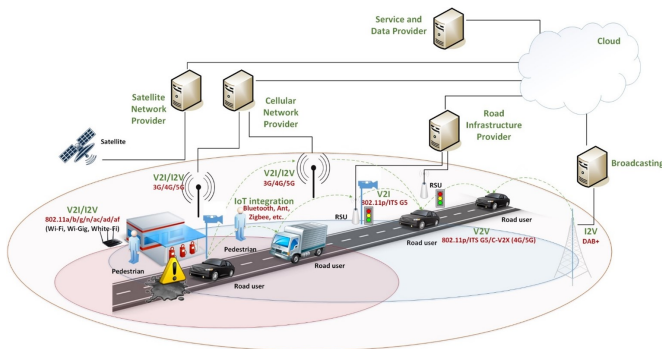 Service and
Data Provider
Cloud
Satellite
Network
Provider
Cellular
Network
Provider
Road
Infrastructure
Provider
Satellite
Broadcasting
V2I/I2V
3G/4G/5G
V2I/I2V
3G/4G/5G
V2I
802.11p/ITS G5
RSU
RSU
V2I/I2V
802.11a/b/g/n/ac/ad/af
(Wi-Fi, Wi-Gig, White-Fi)
IoT integration
Bluetooth, Ant,
Zigbee, etc.
Road user
Pedestrian
Pedestrian
Road user
Road user
Road user
V2V
802.11p/ITS G5/C-V2X (4G/5G)
I2V
DAB+